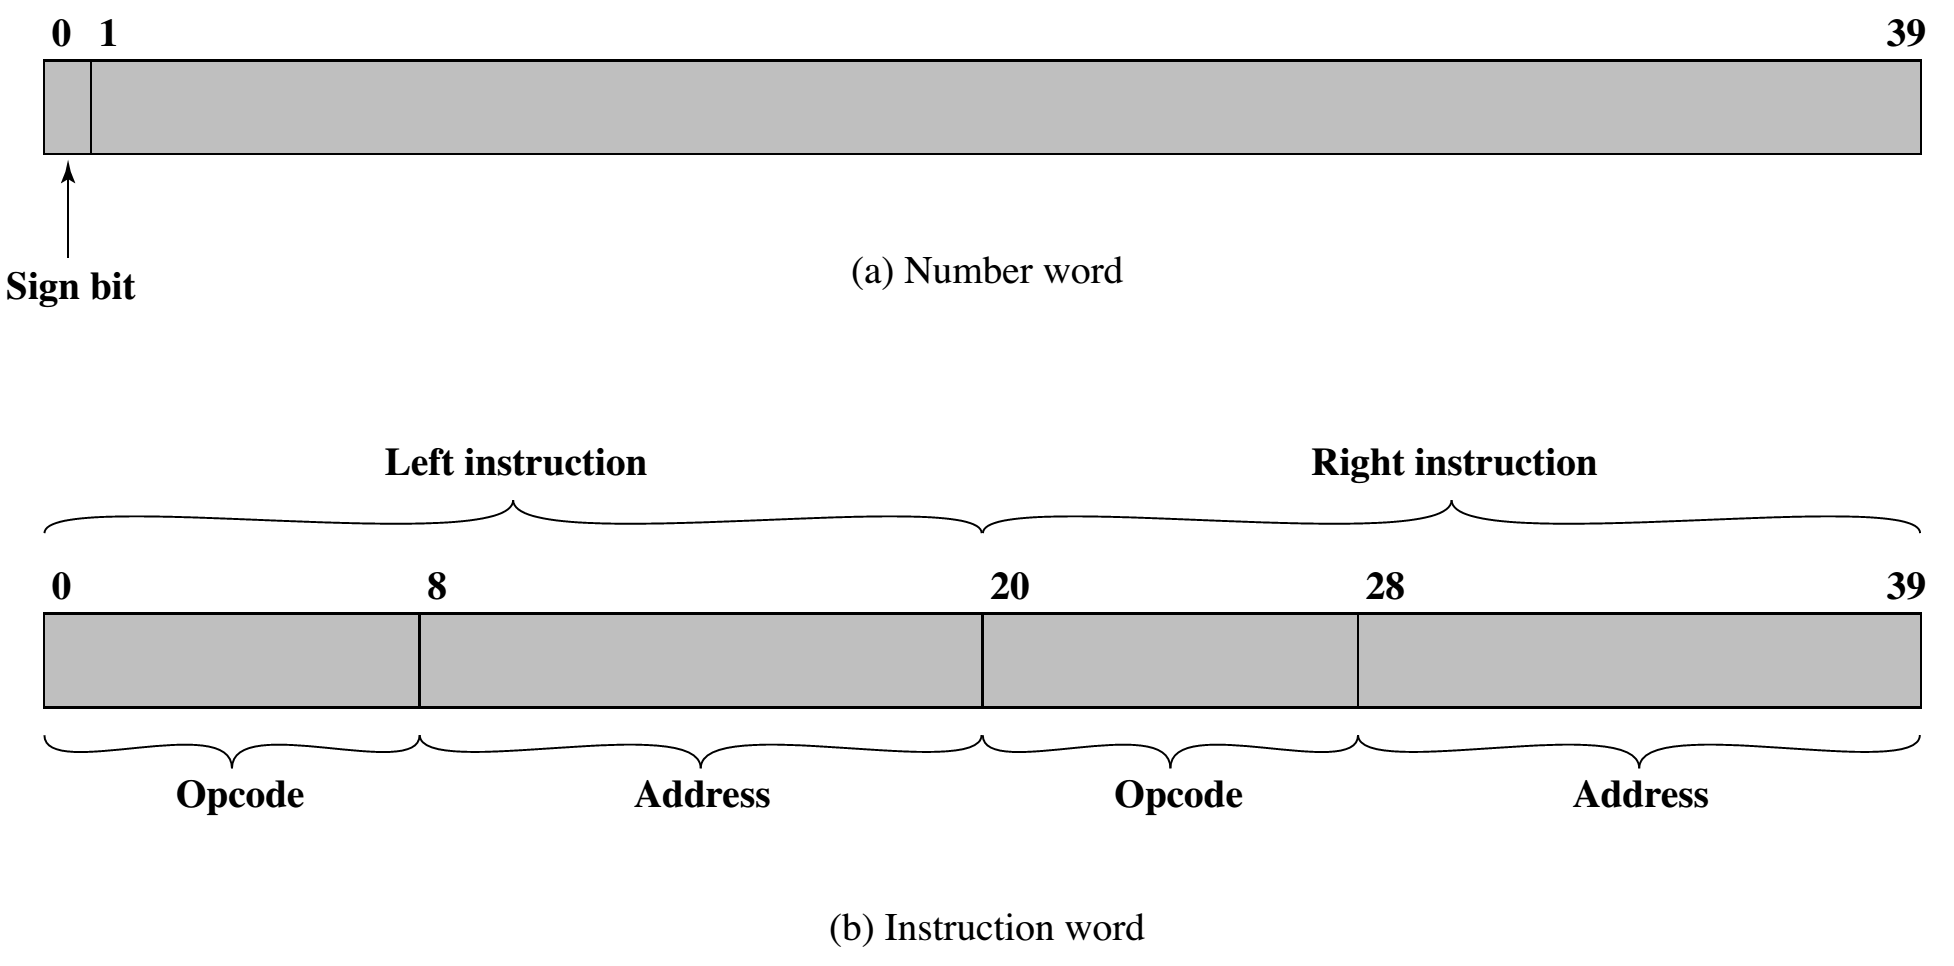 0 1 39
Sign bit
(a) Number word
Left instruction Right instruction
0 8 20 28 39
Opcode Address Opcode Address
(b) Instruction word